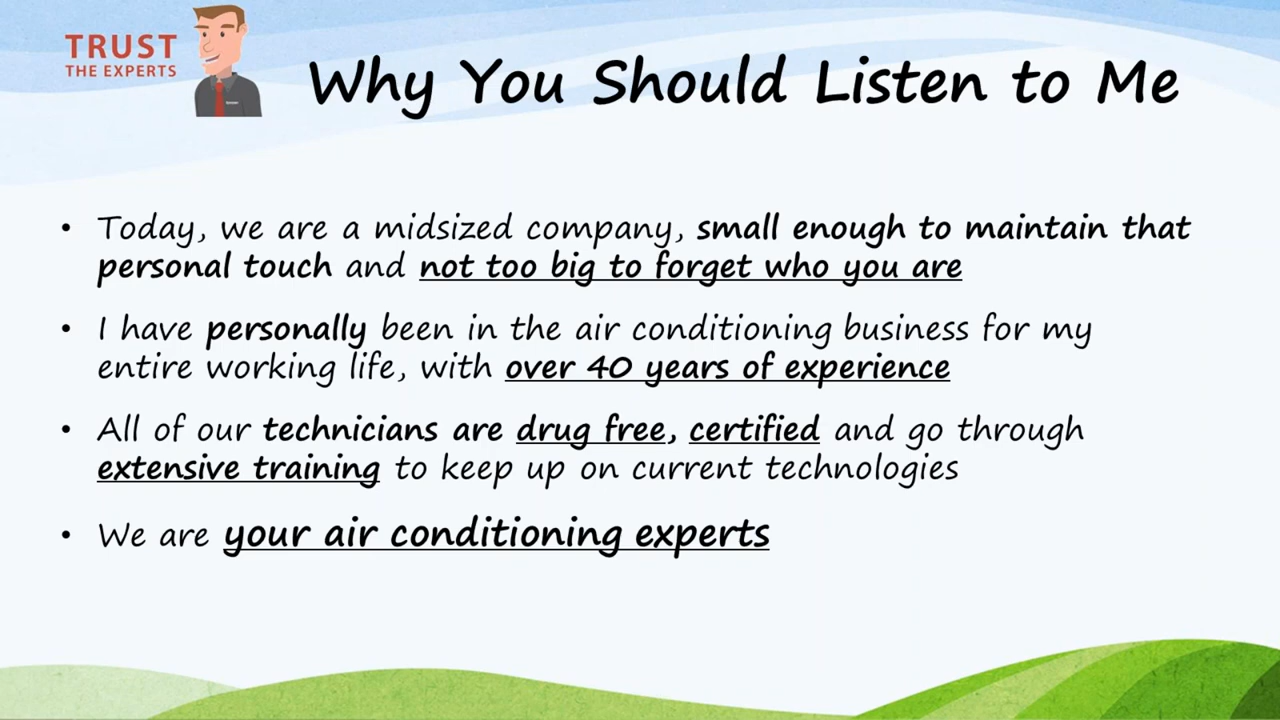 TRUST
THE EXPERTS
Why You Should Listen to Me
• Today, we are a midsized company, small enough to maintain that
personal touch and not too big to forget who you are
• I have personally been in the air conditioning business for my
entire working life, with over 40 years of experience
• All of our technicians are drug free, certified and go through
extensive training to keep up on current technologies
• We are your air conditioning experts